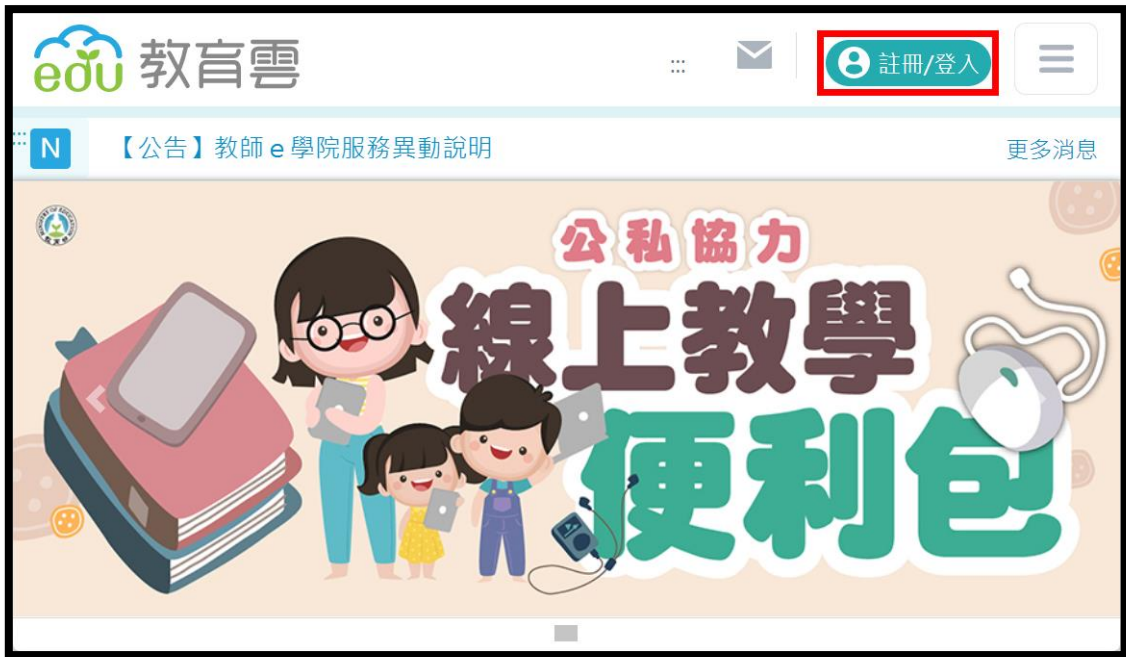 edu 教育雲
註冊/登入
N 【公告】教師e學院服務異動說明
更多消息
公私協力
線上教學
便利包